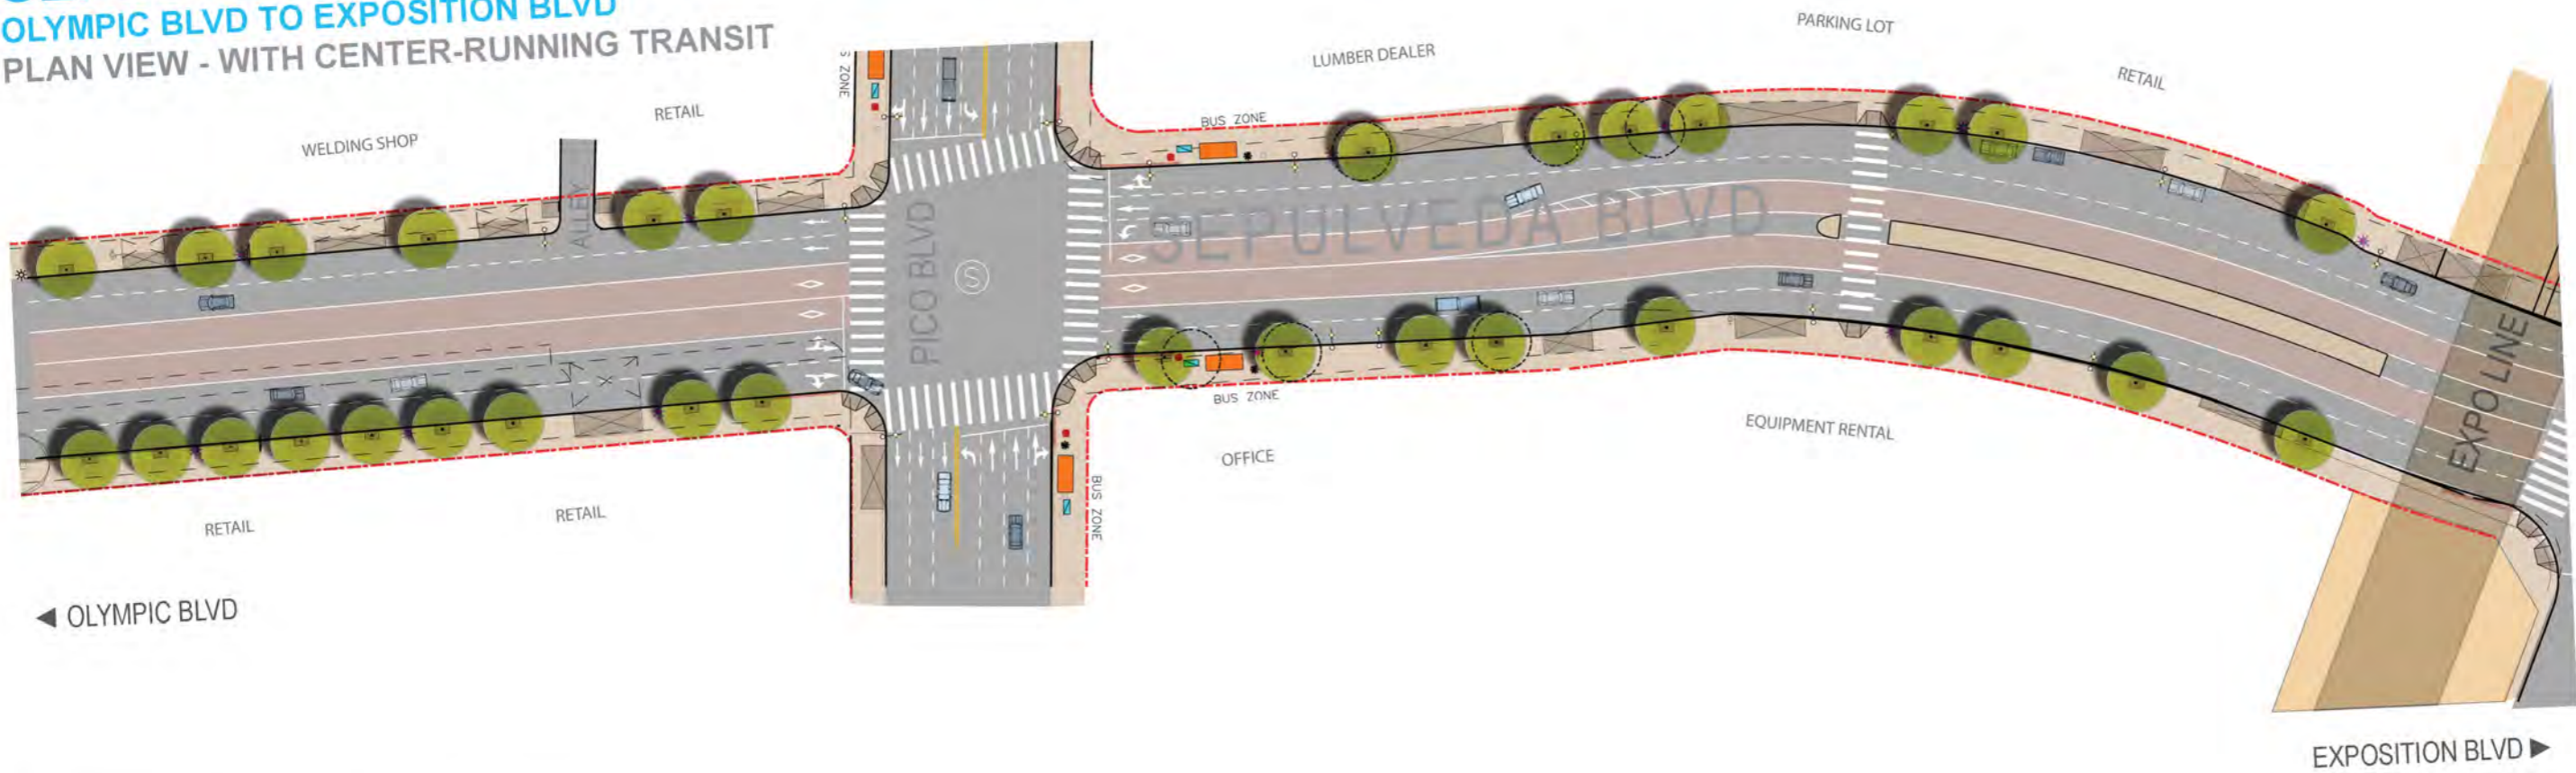 OLYMPIC BLVD TO EXPOSITION BLVD
PLAN VIEW - WITH CENTER-RUNNING TRANSIT
WELDING SHOP
RETAIL
S ZONE
LUMBER DEALER
PARKING LOT
RETAIL
BUS ZONE
ALLEY
PICO BLVD
S
SEPULVEDA BLVD
EXPO LINE
BUS ZONE
OFFICE
EQUIPMENT RENTAL
BUS ZONE
RETAIL
RETAIL
◄ OLYMPIC BLVD
EXPOSITION BLVD ►